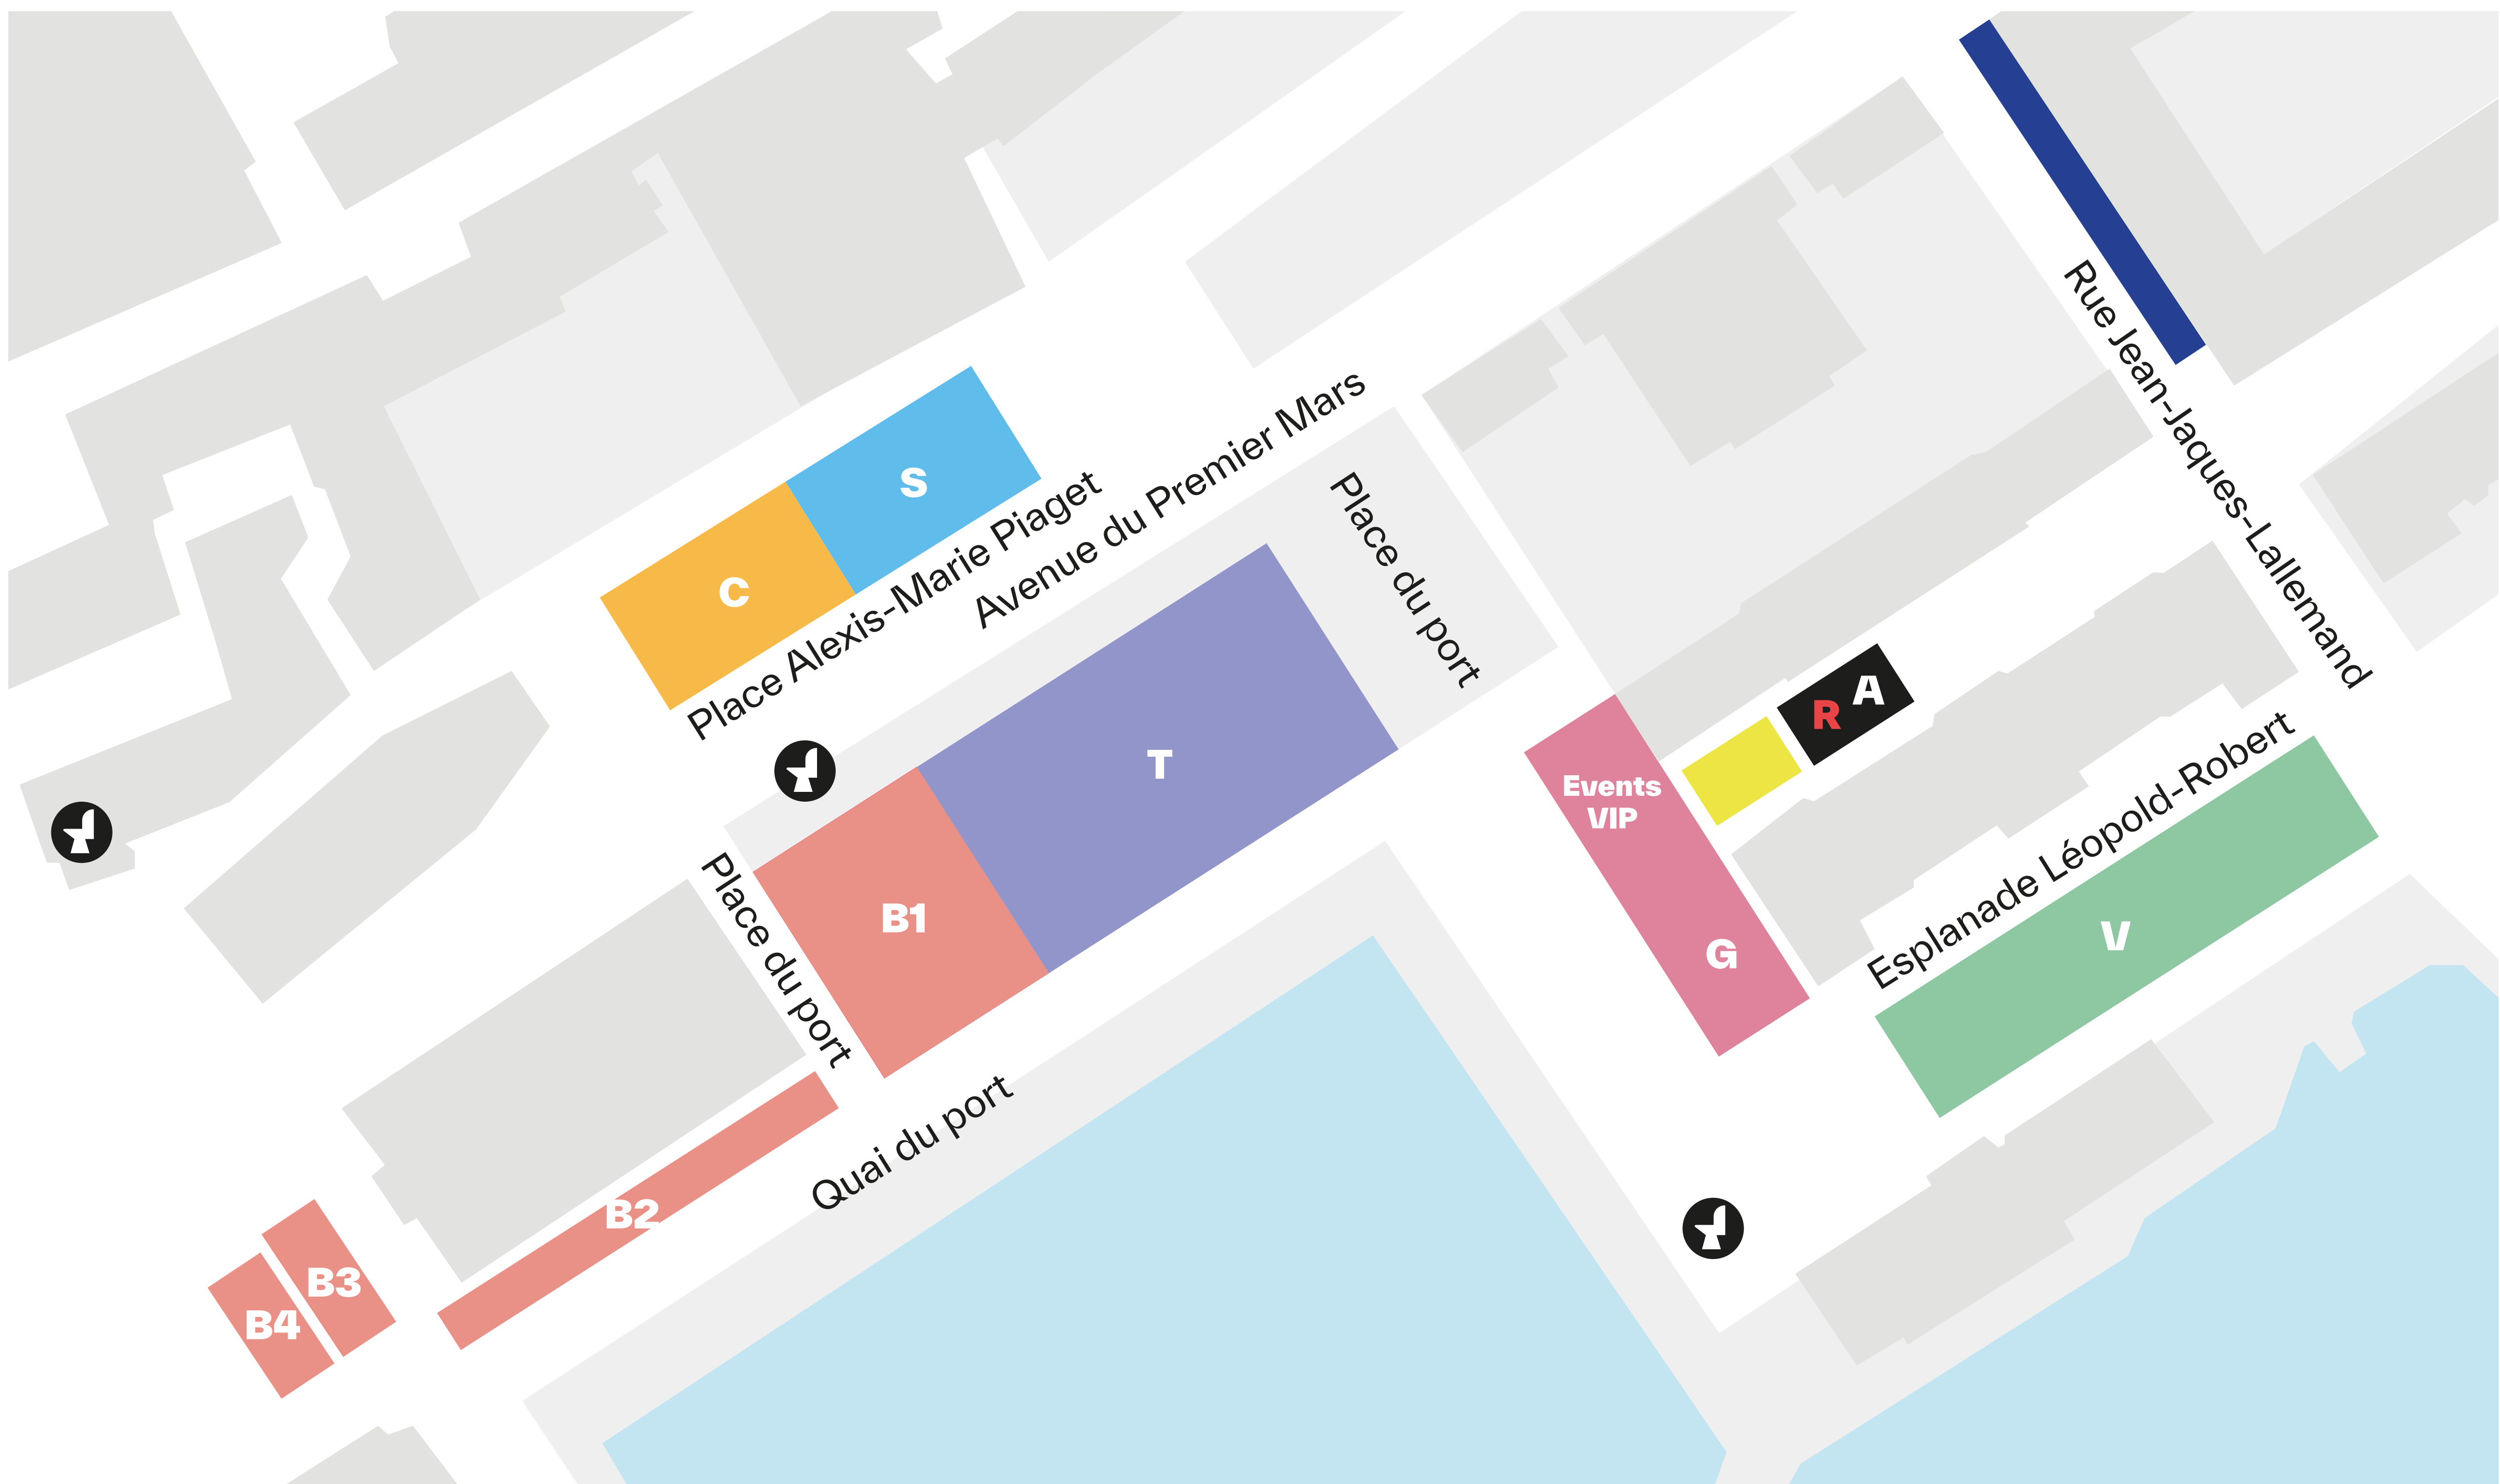 Rue Jean-Jaques-Lallemand
S
C
Place Alexis-Marie Piaget
Avenue du Premier Mars
Place du port
T
R
A
Events
VIP
G
Esplanade Léopold-Robert
V
Place du port
B1
Quai du port
B2
B3
B4